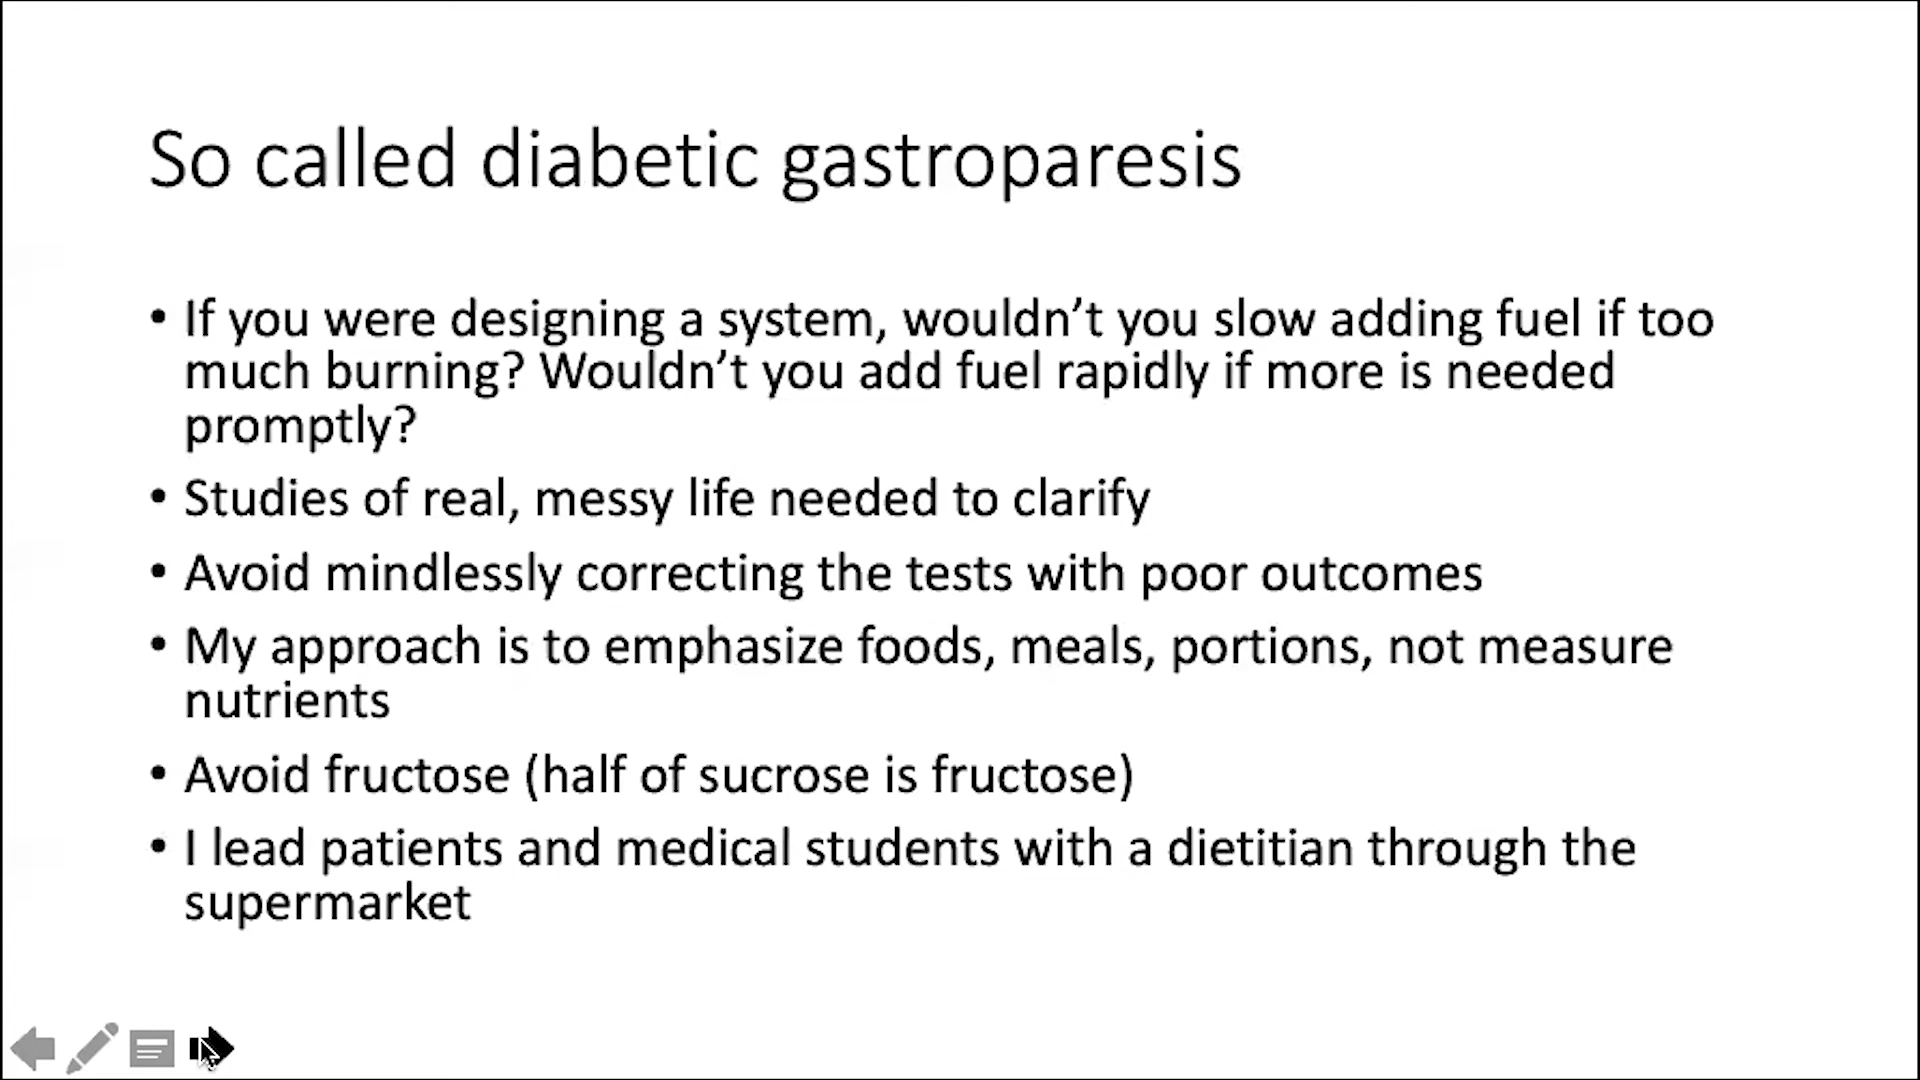 So called diabetic gastroparesis
• If you were designing a system, wouldn’t you slow adding fuel if too
much burning? Wouldn’t you add fuel rapidly if more is needed
promptly?
• Studies of real, messy life needed to clarify
• Avoid mindlessly correcting the tests with poor outcomes
• My approach is to emphasize foods, meals, portions, not measure
nutrients
• Avoid fructose (half of sucrose is fructose)
• I lead patients and medical students with a dietitian through the
supermarket